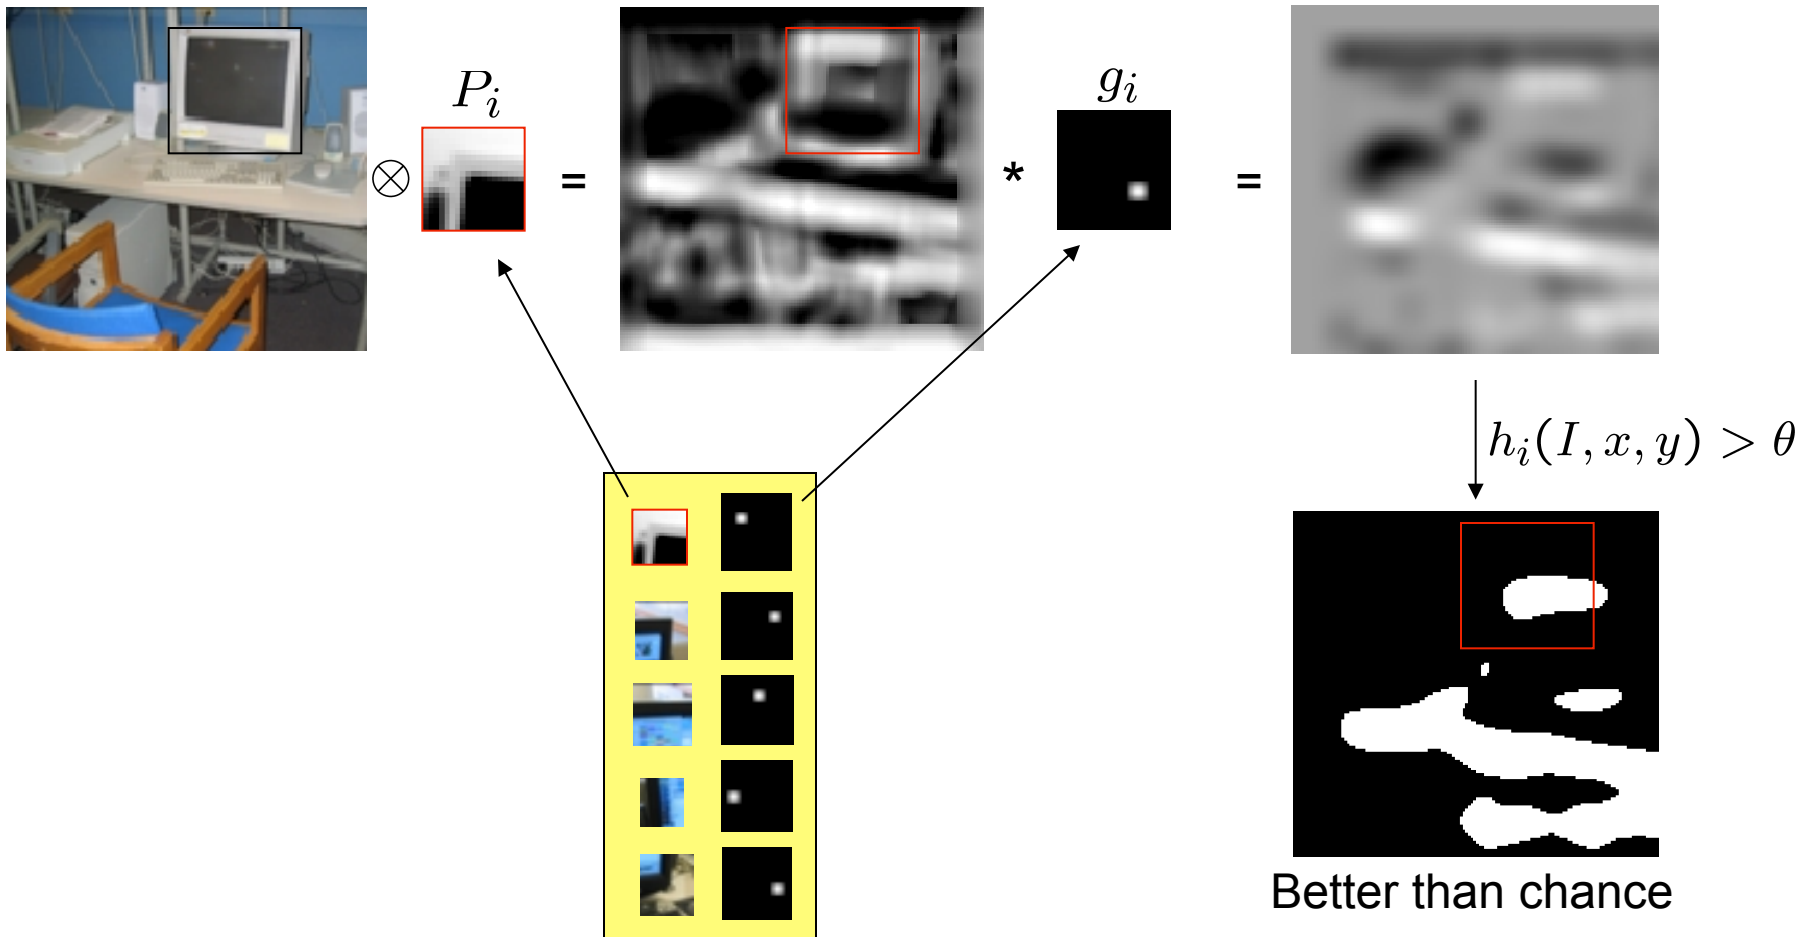 P_i
g_i
⊗ = * =
h_i(I, x, y) > θ
Better than chance